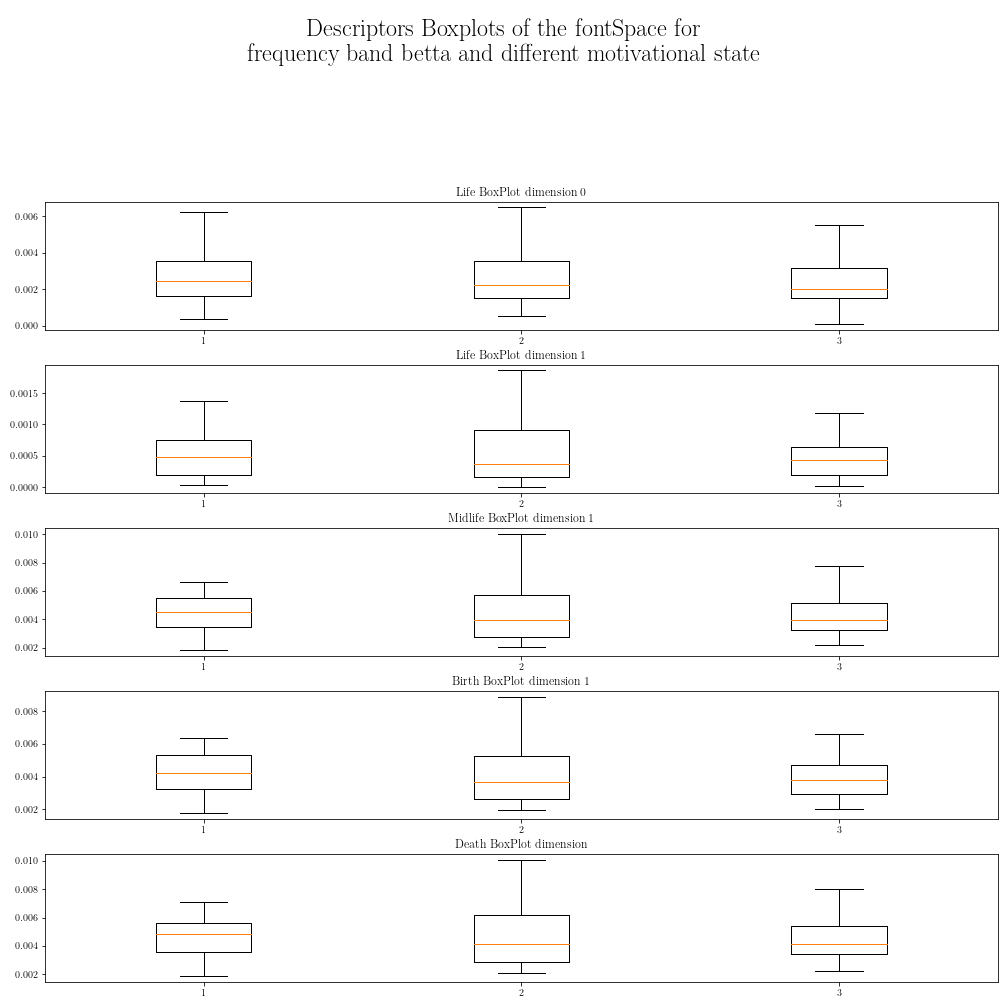 Descriptors Boxplots of the fontSpace for
frequency band betta and different motivational state
Life BoxPlot dimension 0
0.006
0.004
0.002
0.000
1 2 3
Life BoxPlot dimension 1
0.0015
0.0010
0.0005
0.0000
1 2 3
Midlife BoxPlot dimension 1
0.010
0.008
0.006
0.004
0.002
1 2 3
Birth BoxPlot dimension 1
0.008
0.006
0.004
0.002
1 2 3
Death BoxPlot dimension
0.010
0.008
0.006
0.004
0.002
1 2 3